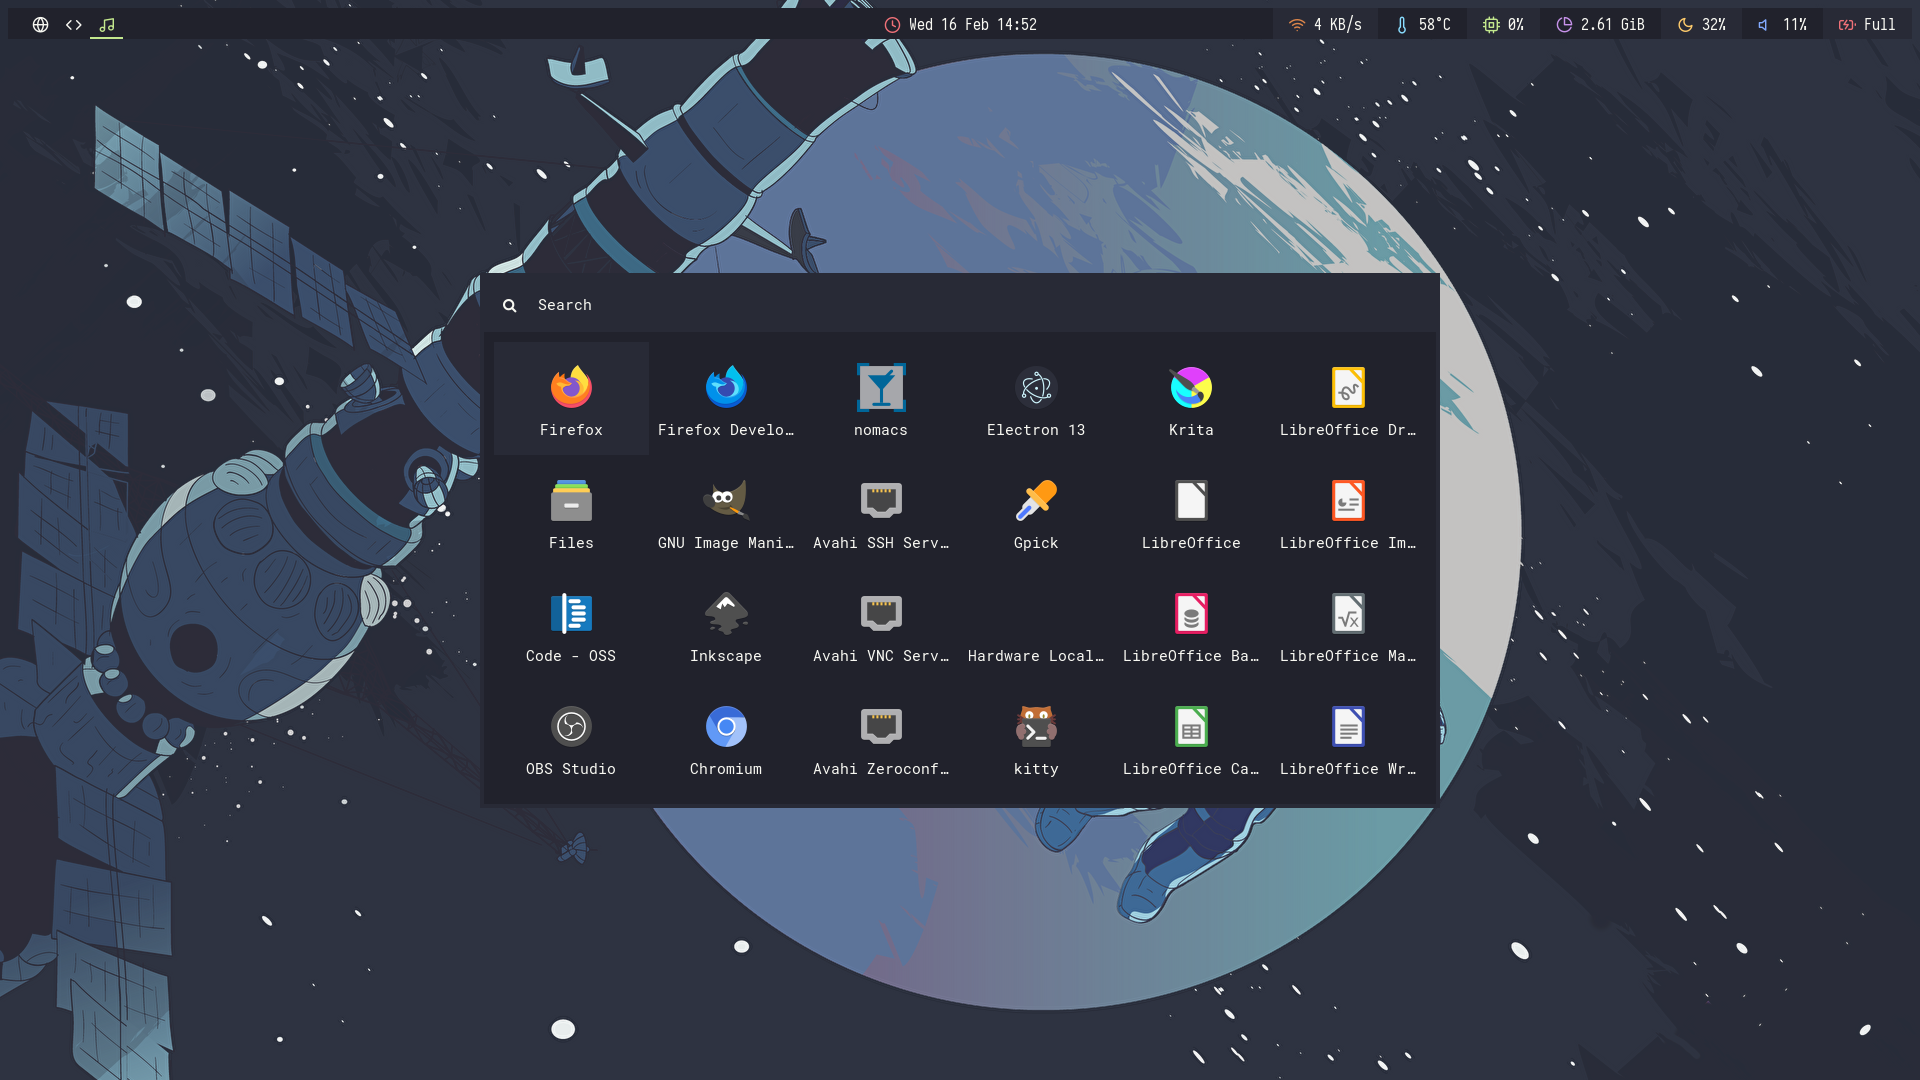 Wed 16 Feb 14:52
4 KB/s
58°C
0%
2.61 GiB
32%
11%
Full
Search
Firefox
Firefox Develo…
nomacs
Electron 13
Krita
LibreOffice Dr…
Files
GNU Image Mani…
Avahi SSH Serv…
Gpick
LibreOffice
LibreOffice Im…
Code - OSS
Inkscape
Avahi VNC Serv…
Hardware Local…
LibreOffice Ba…
LibreOffice Ma…
OBS Studio
Chromium
Avahi Zeroconf…
kitty
LibreOffice Ca…
LibreOffice Wr…